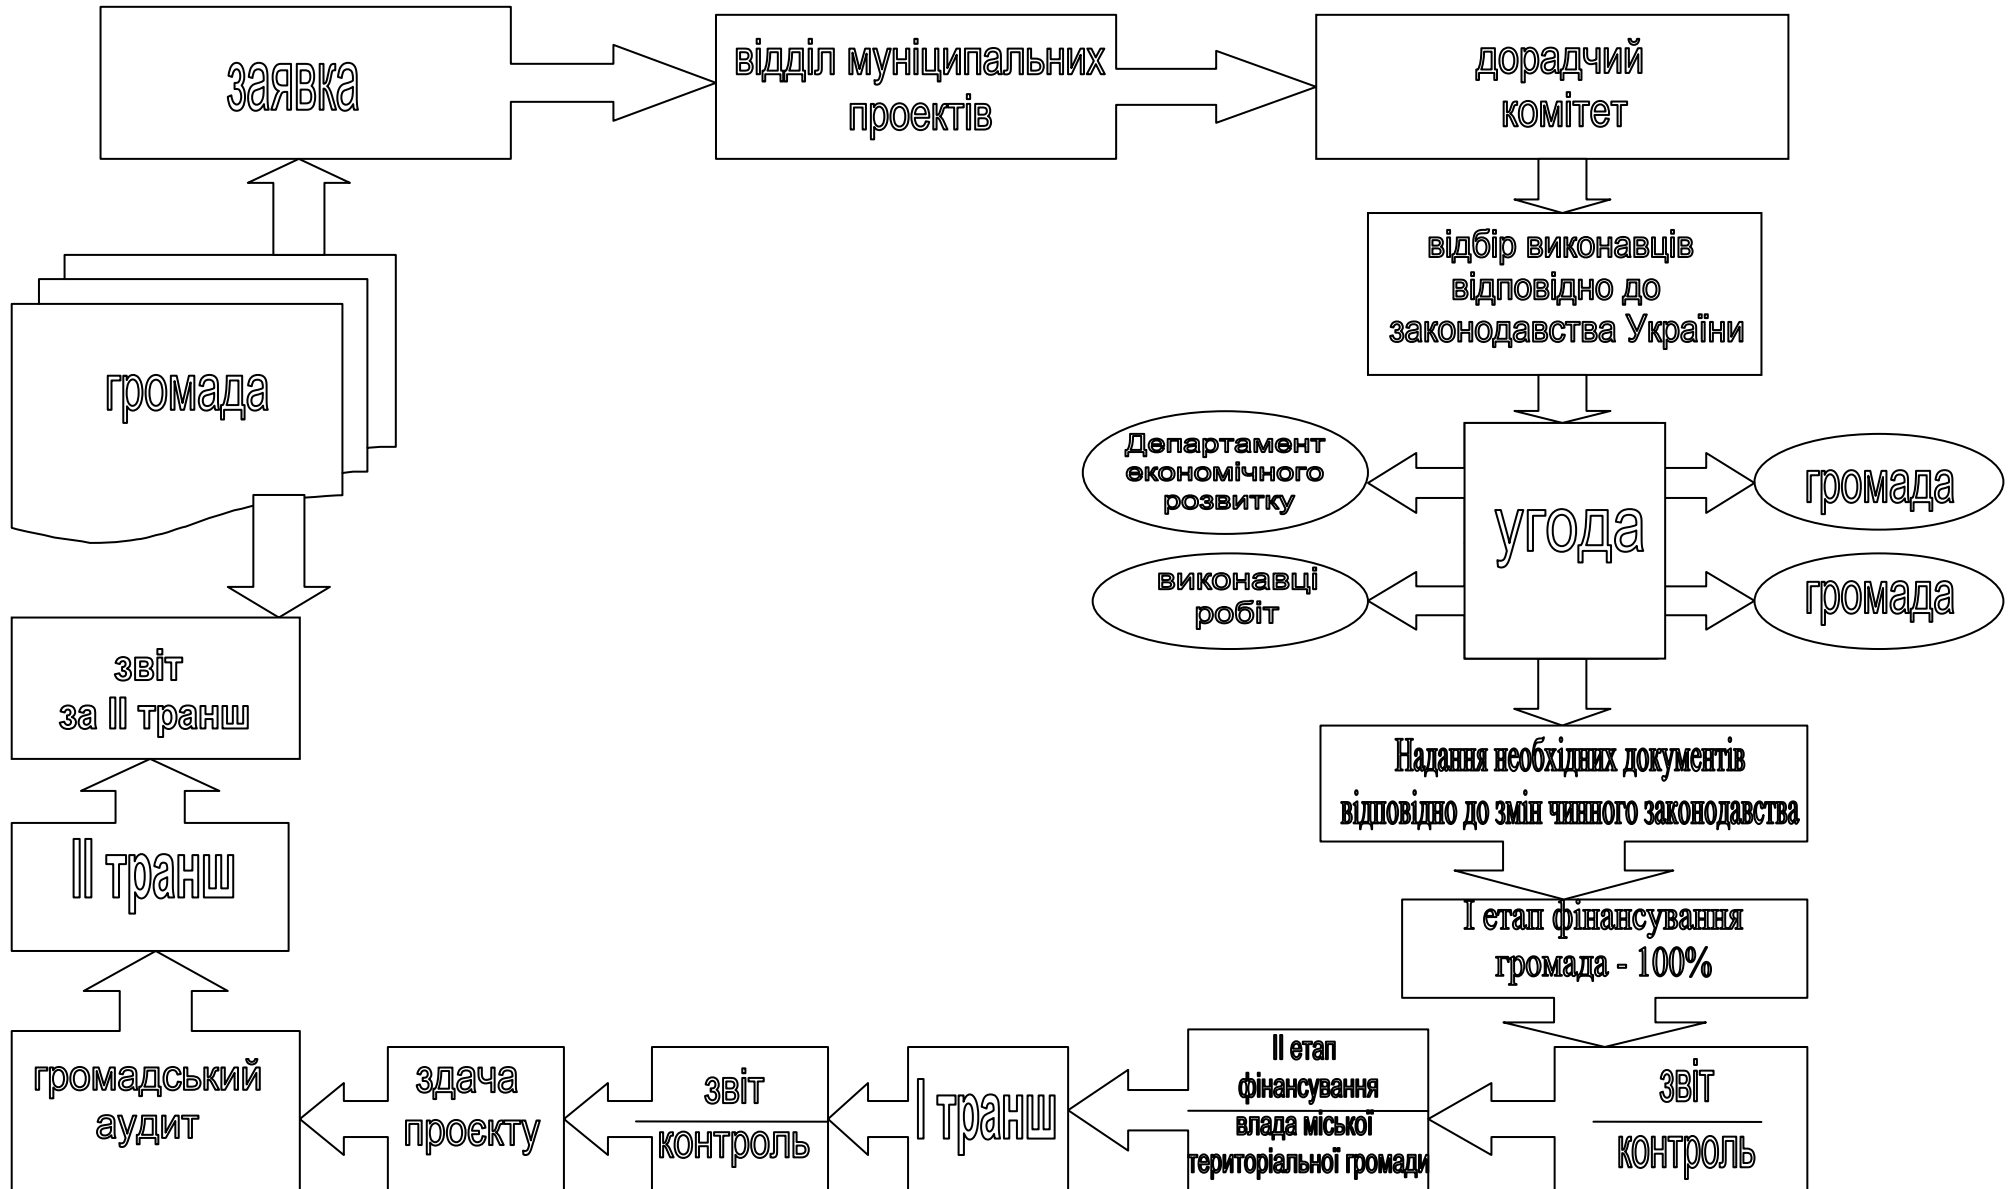 заявка
відділ муніципальних
проектів
дорадчий
комітет
відбір виконавців
відповідно до
законодавства України
громада
Департамент
економічного
розвитку
угода
громада
виконавці
робіт
громада
звіт
за ІІ транш
Надання необхідних документів
відповідно до змін чинного законодавства
ІІ транш
І етап фінансування
громада - 100%
громадський
аудит
здача
проєкту
звіт
контроль
І транш
ІІ етап
фінансування
влада міської
територіальної громади
звіт
контроль